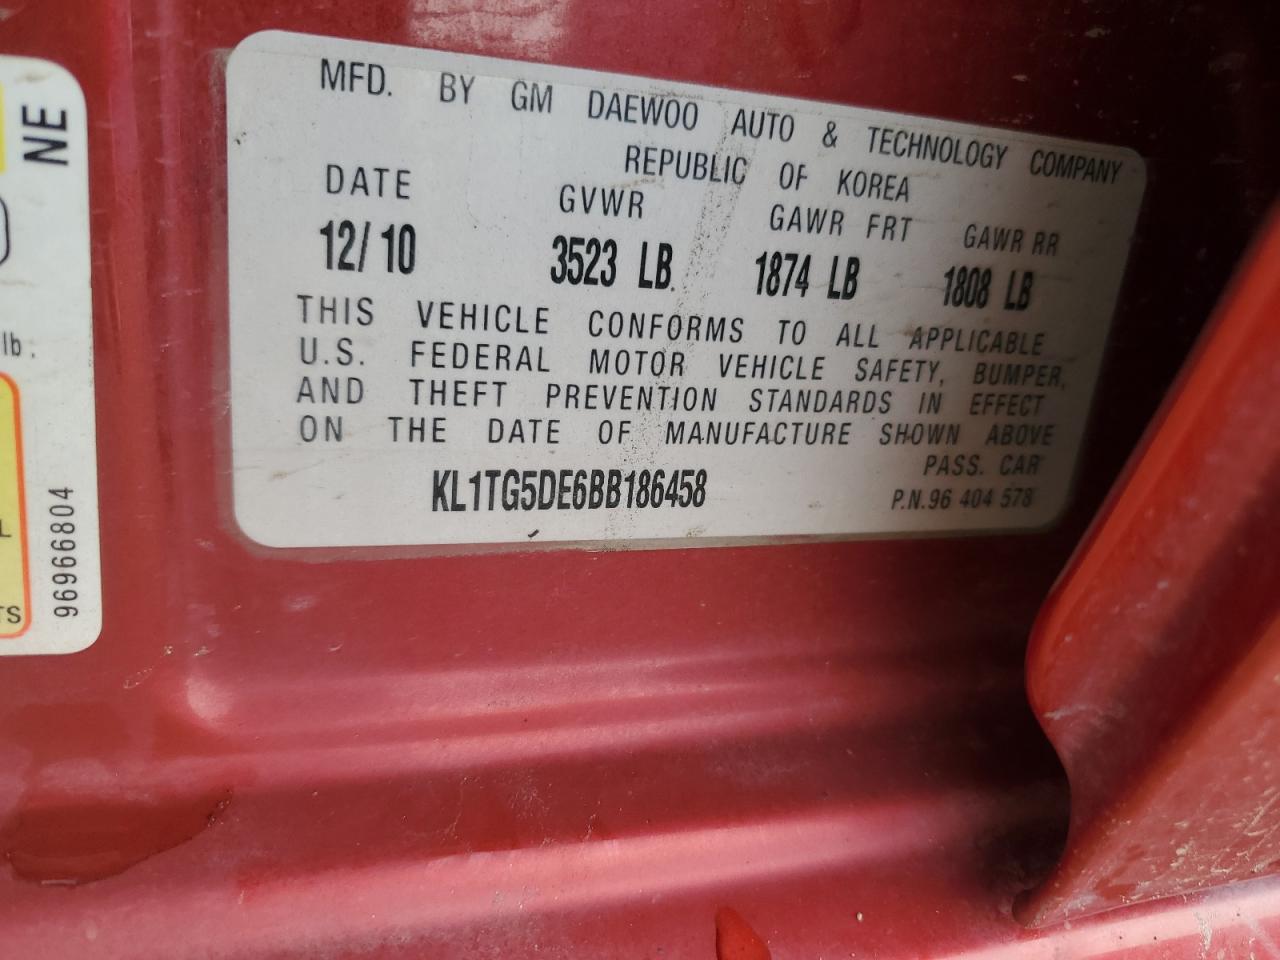 MFD. BY GM DAEWOO AUTO & TECHNOLOGY COMPANY
REPUBLIC OF KOREA
DATE GVWR GAWR FRT GAWR RR
12/10 3523 LB. 1874 LB 1808 LB
THIS VEHICLE CONFORMS TO ALL APPLICABLE
U.S. FEDERAL MOTOR VEHICLE SAFETY, BUMPER,
AND THEFT PREVENTION STANDARDS IN EFFECT
ON THE DATE OF MANUFACTURE SHOWN ABOVE
PASS. CAR
KL1TG5DE6BB186458 P.N.96 404 578
NE
lb.
L
TS
96966804